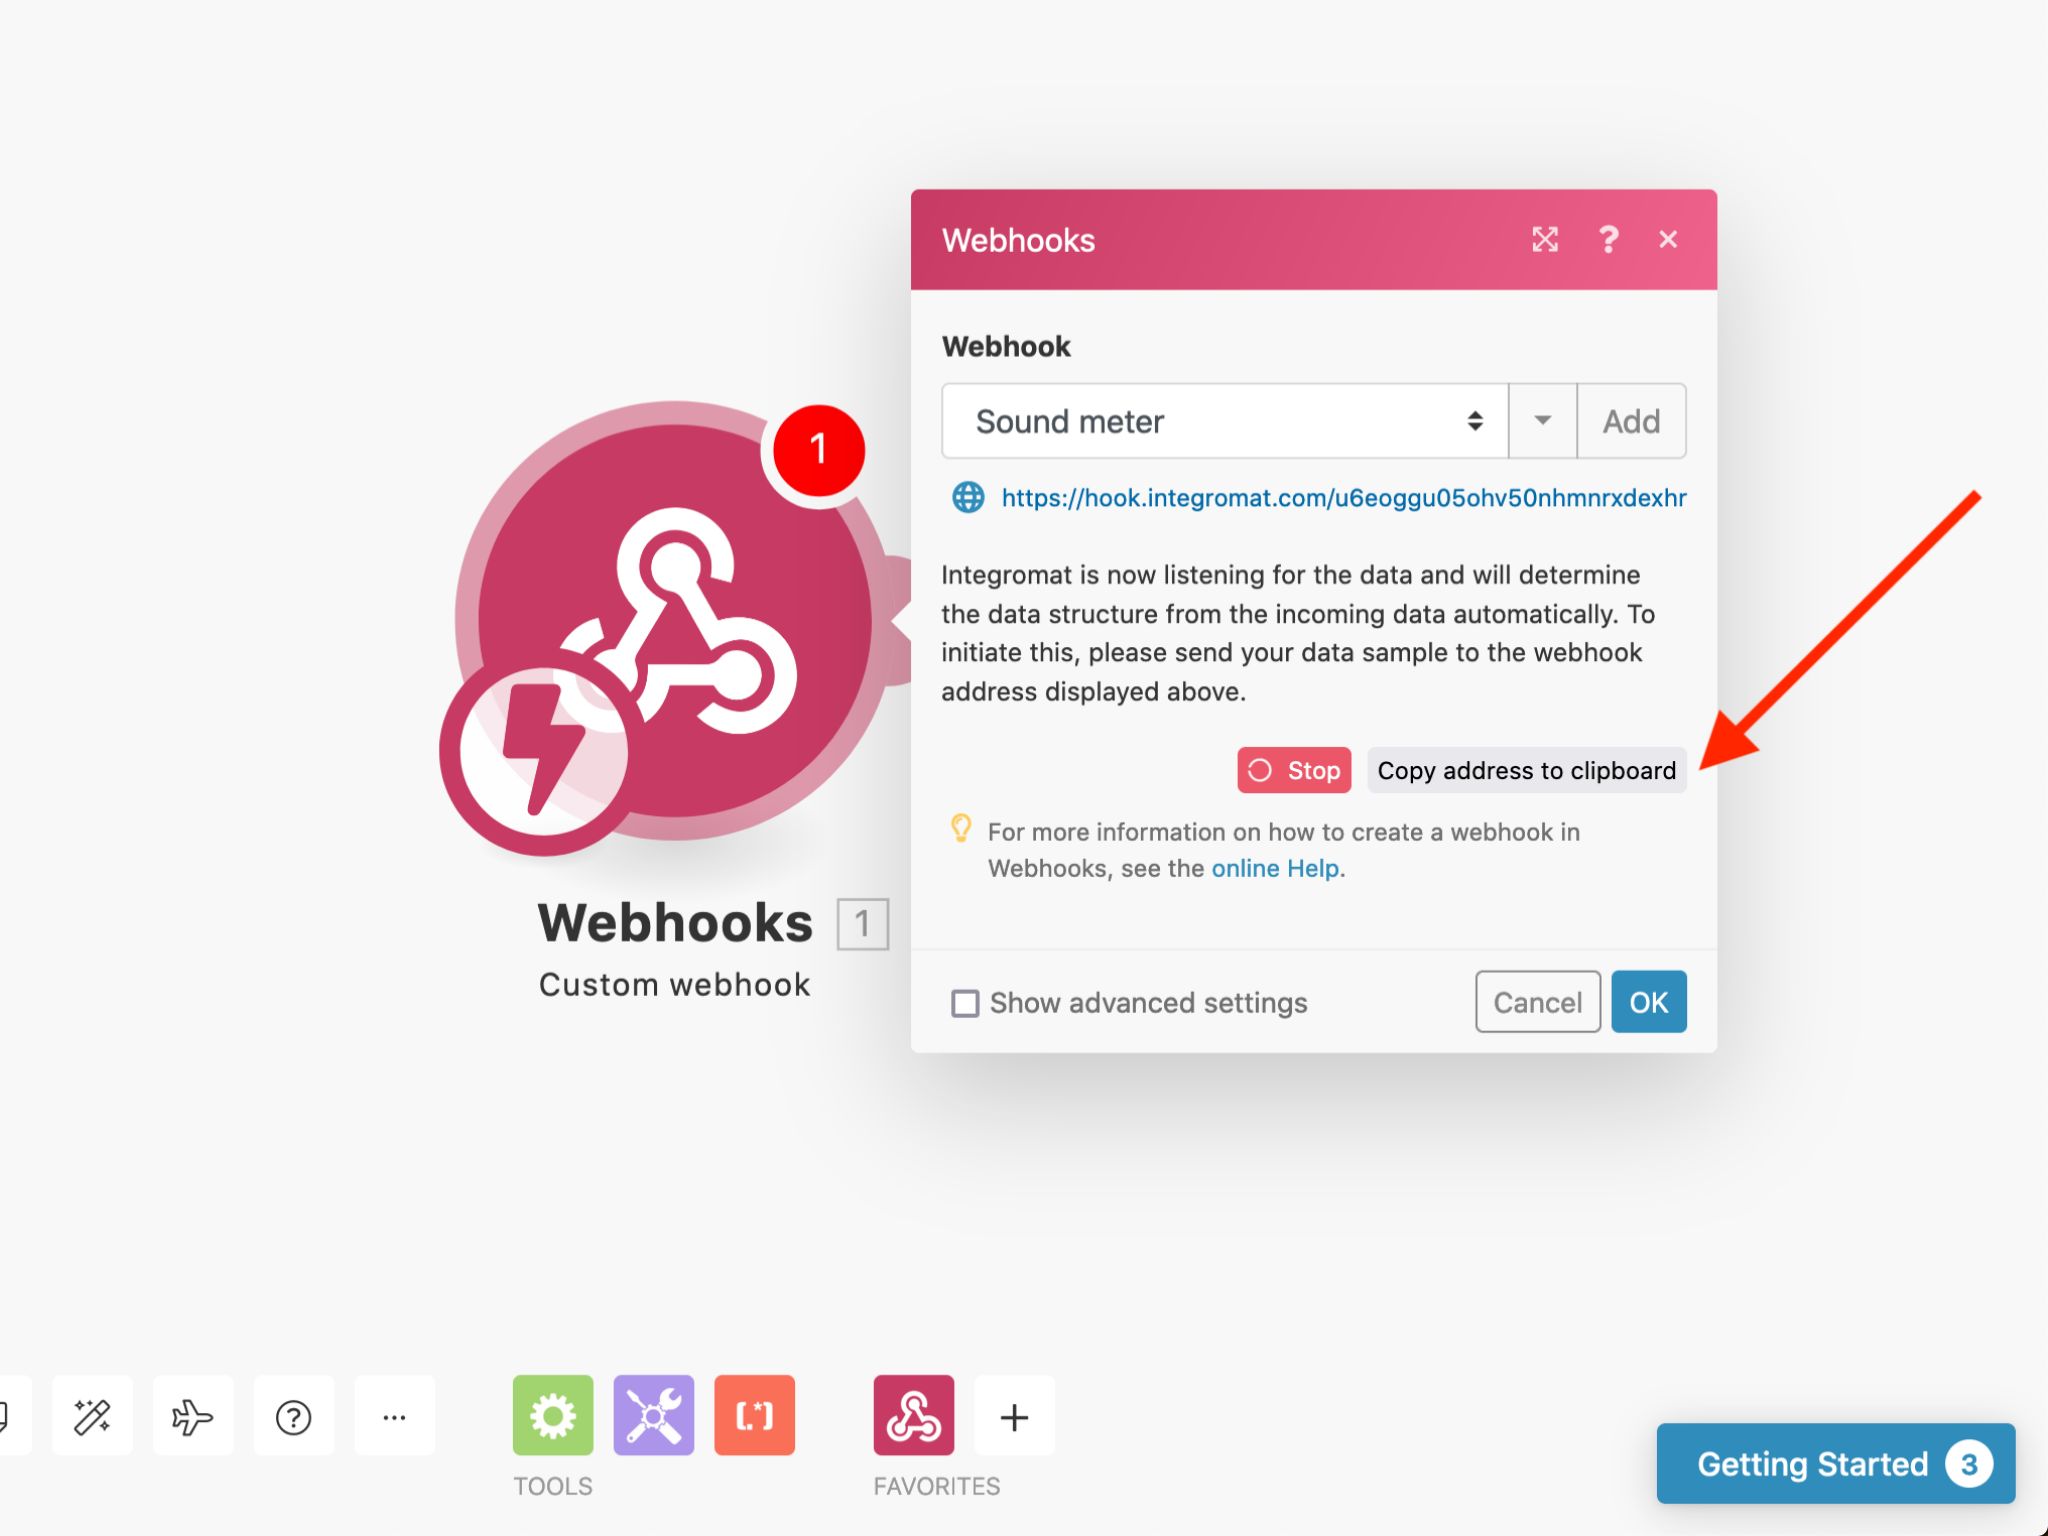 Webhooks
Webhook
Sound meter
Add
https://hook.integromat.com/u6eoggu05ohv50nhmnrxdexhr
Integromat is now listening for the data and will determine
the data structure from the incoming data automatically. To
initiate this, please send your data sample to the webhook
address displayed above.
Stop
Copy address to clipboard
For more information on how to create a webhook in
Webhooks, see the online Help.
Show advanced settings
Cancel
OK
1
Webhooks
1
Custom webhook
TOOLS
[.*]
FAVORITES
Getting Started 3